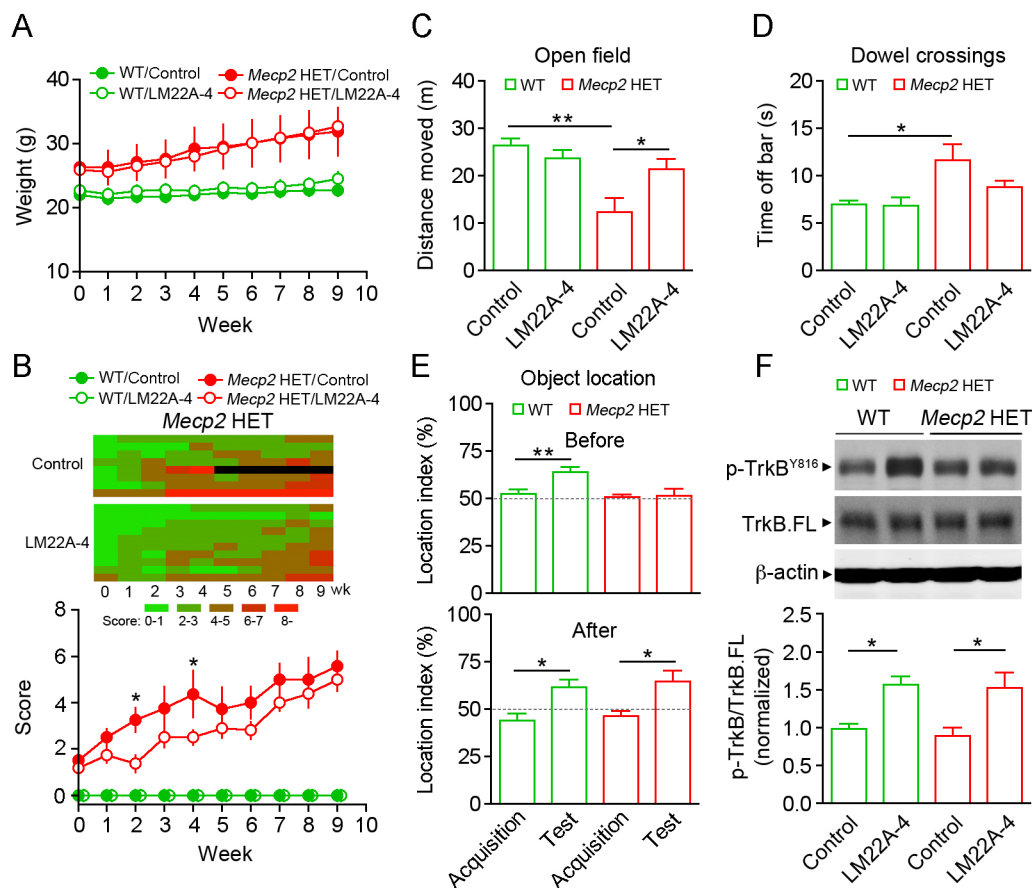 A
WT/Control
Mecp2 HET/Control
WT/LM22A-4
Mecp2 HET/LM22A-4
40
30
20
10
Weight (g)
0 1 2 3 4 5 6 7 8 9 10
Week
B
WT/Control
Mecp2 HET/Control
WT/LM22A-4
Mecp2 HET/LM22A-4
Mecp2 HET
Control
LM22A-4
0 1 2 3 4 5 6 7 8 9 wk
Score: 0-1 2-3 4-5 6-7 8-
8
6
4
2
0
Score
* *
0 1 2 3 4 5 6 7 8 9 10
Week
C
Open field
WT Mecp2 HET
40
30
20
10
0
Distance moved (m)
**
*
Control LM22A-4 Control LM22A-4
D
Dowel crossings
WT Mecp2 HET
20
15
10
5
0
Time off bar (s)
*
Control LM22A-4 Control LM22A-4
E
Object location
WT Mecp2 HET
Before
100
75
50
25
0
Location index (%)
**
After
100
75
50
25
0
Location index (%)
* *
Acquisition Test Acquisition Test
F
WT Mecp2 HET
WT Mecp2 HET
p-TrkBY816
TrkB.FL
β-actin
2.0
1.5
1.0
0.5
0.0
p-TrkB/TrkB.FL
(normalized)
* *
Control LM22A-4 Control LM22A-4